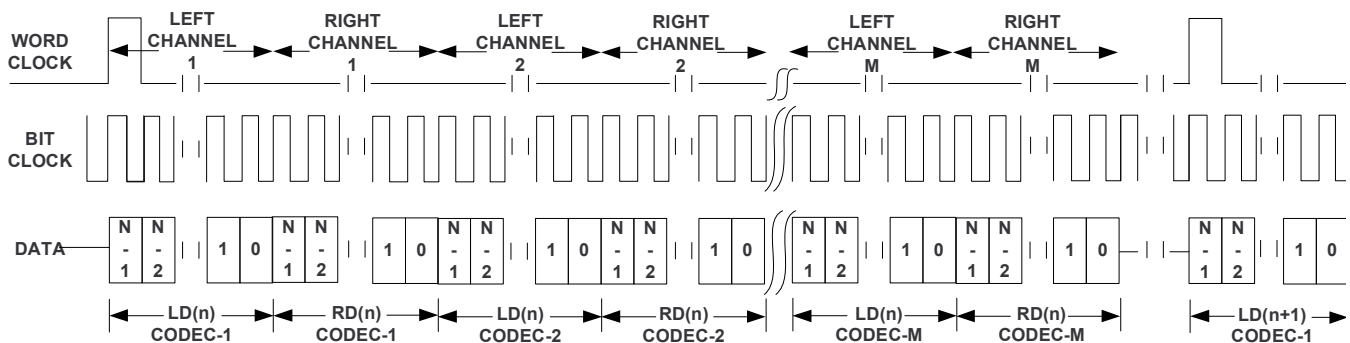 LEFT CHANNEL 1
RIGHT CHANNEL 1
LEFT CHANNEL 2
RIGHT CHANNEL 2
LEFT CHANNEL M
RIGHT CHANNEL M
WORD CLOCK
BIT CLOCK
DATA
N - 1 N - 2 1 0 N - 1 N - 2 1 0 N - 1 N - 2 1 0 N - 1 N - 2 1 0 N - 1 N - 2 1 0 N - 1 N - 2 1 0 N - 1 N - 2 1 0
LD(n) CODEC-1
RD(n) CODEC-1
LD(n) CODEC-2
RD(n) CODEC-2
LD(n) CODEC-M
RD(n) CODEC-M
LD(n+1) CODEC-1